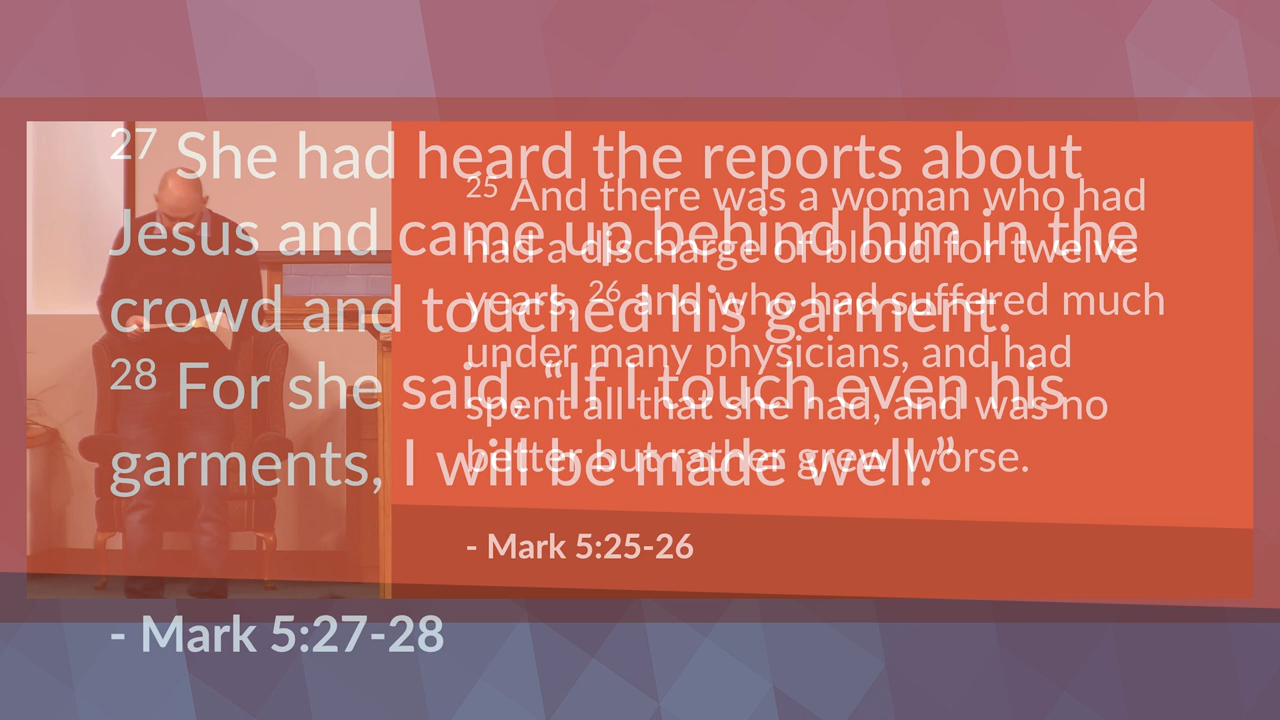 27 She had heard the reports about
Jesus and came up behind him in the
crowd and touched his garment.
28 For she said, “If I touch even his
garments, I will be made well.”
- Mark 5:27-28
25 And there was a woman who had
had a discharge of blood for twelve
years, 26 and who had suffered much
under many physicians, and had
spent all that she had, and was no
better but rather grew worse.
- Mark 5:25-26